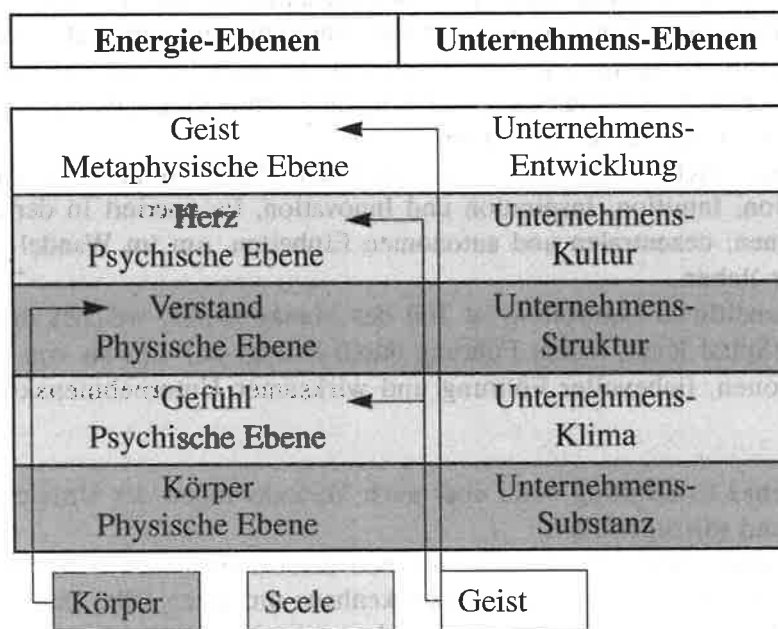 Energie-Ebenen Unternehmens-Ebenen
Geist Unternehmens-
Metaphysische Ebene Entwicklung
Herz Unternehmens-
Psychische Ebene Kultur
Verstand Unternehmens-
Physische Ebene Struktur
Gefühl Unternehmens-
Psychische Ebene Klima
Körper Unternehmens-
Physische Ebene Substanz
Körper Seele Geist